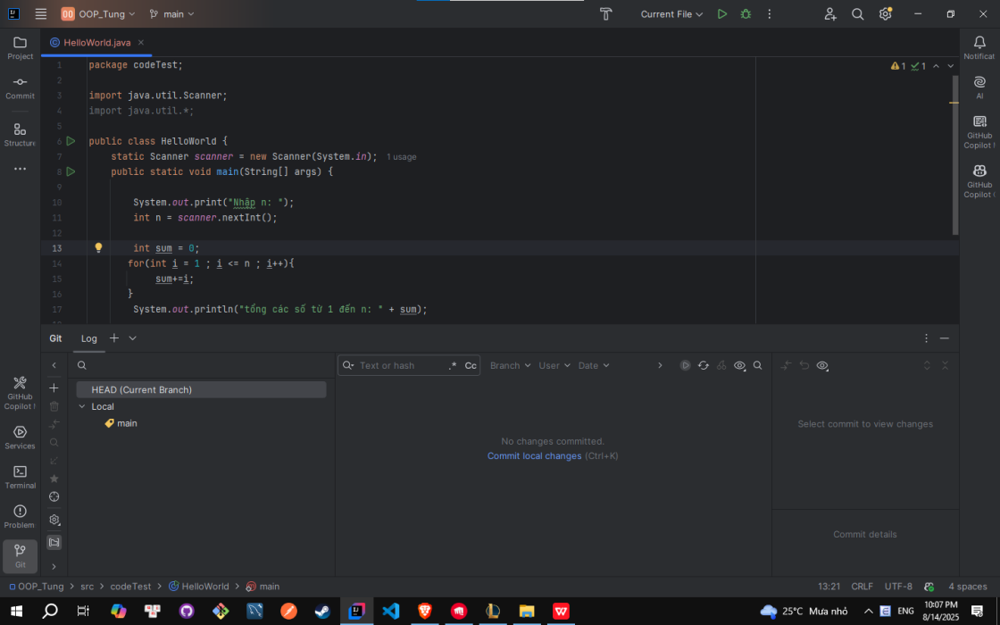 OOP_Tung
main
Current File
Project
Commit
Structure
HelloWorld.java
1 package codeTest;
2
3 import java.util.Scanner;
4 import java.util.*;
5
6 public class HelloWorld {
7 static Scanner scanner = new Scanner(System.in); 1 usage
8 public static void main(String[] args) {
9
10 System.out.print("Nhập n: ");
11 int n = scanner.nextInt();
12
13 int sum = 0;
14 for(int i = 1 ; i <= n ; i++){
15 sum+=i;
16 }
17 System.out.println("tổng các số từ 1 đến n: " + sum);
1 1
Notificat
AI
GitHub
Copilot
GitHub
Copilot (
Git
Log
HEAD (Current Branch)
Local
main
Text or hash
.* Cc
Branch
User
Date
No changes committed.
Commit local changes (Ctrl+K)
Select commit to view changes
Commit details
GitHub
Copilot
Services
Terminal
Problem
Git
OOP_Tung > src > codeTest > HelloWorld > main
13:21 CRLF UTF-8 4 spaces
25°C Mưa nhỏ
ENG
10:07 PM
8/14/2025